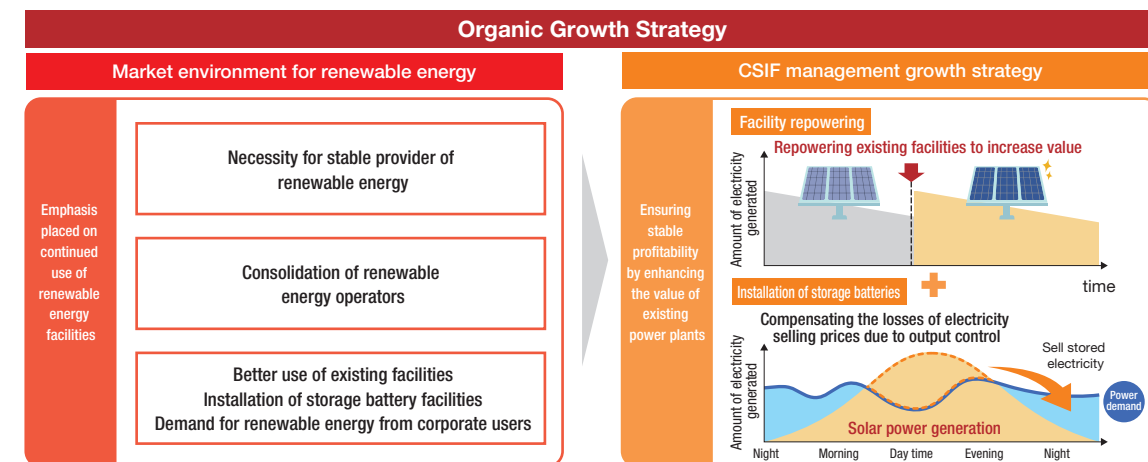 Organic Growth Strategy
Market environment for renewable energy
Emphasis
placed on
continued
use of
renewable
energy
facilities
Necessity for stable provider of
renewable energy
Consolidation of renewable
energy operators
Better use of existing facilities
Installation of storage battery facilities
Demand for renewable energy from corporate users
CSIF management growth strategy
Ensuring
stable
profitability
by enhancing
the value of
existing
power plants
Facility repowering
Repowering existing facilities to increase value
Amount of electricity
generated
time
Installation of storage batteries
Compensating the losses of electricity
selling prices due to output control
Sell stored
electricity
Amount of electricity
generated
Power
demand
Solar power generation
Night
Morning
Day time
Evening
Night